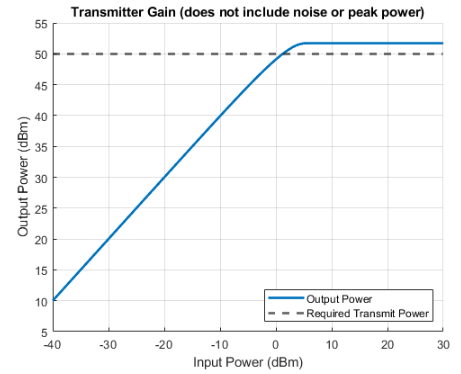 Transmitter Gain (does not include noise or peak power)
55
50
45
40
35
30
25
20
15
10
5
Output Power (dBm)
Output Power
Required Transmit Power
-40 -30 -20 -10 0 10 20 30
Input Power (dBm)